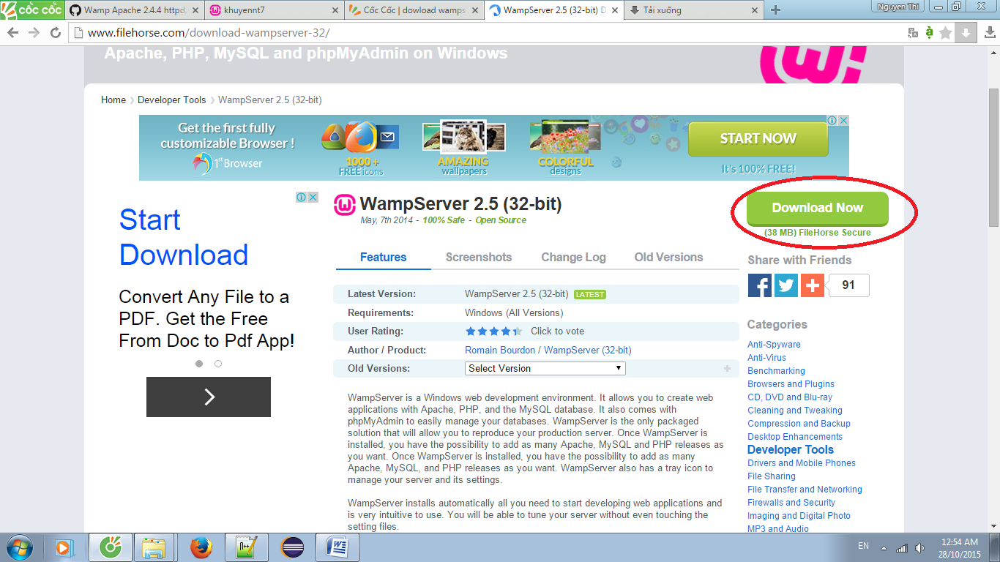 CỐC CỐC
Wamp Apache 2.4.4 httpd.
khuyennt7
Cốc Cốc | dowload wamps
WampServer 2.5 (32-bit) D
Tải xuống
Nguyen Thi
www.filehorse.com/download-wampserver-32/
Apache, PHP, MySQL and phpMyAdmin on Windows
Home
Developer Tools
WampServer 2.5 (32-bit)
Get the first fully
customizable Browser !
1st Browser
1000 +
FREE icons
AMAZING
wallpapers
COLORFUL
designs
START NOW
It's 100% FREE!
Start
Download
Convert Any File to a
PDF. Get the Free
From Doc to Pdf App!
WampServer 2.5 (32-bit)
May, 7th 2014 - 100% Safe - Open Source
Download Now
(38 MB) FileHorse Secure
Features
Screenshots
Change Log
Old Versions
Latest Version: WampServer 2.5 (32-bit) LATEST
Requirements: Windows (All Versions)
User Rating: Click to vote
Author / Product: Romain Bourdon / WampServer (32-bit)
Old Versions: Select Version
WampServer is a Windows web development environment. It allows you to create web
applications with Apache, PHP, and the MySQL database. It also comes with
phpMyAdmin to easily manage your databases. WampServer is the only packaged
solution that will allow you to reproduce your production server. Once WampServer is
installed, you have the possibility to add as many Apache, MySQL and PHP releases as
you want. Once WampServer is installed, you have the possibility to add as many
Apache, MySQL, and PHP releases as you want. WampServer also has a tray icon to
manage your server and its settings.
WampServer installs automatically all you need to start developing web applications and
is very intuitive to use. You will be able to tune your server without even touching the
setting files.
Share with Friends
91
Categories
Anti-Spyware
Anti-Virus
Benchmarking
Browsers and Plugins
CD, DVD and Blu-ray
Cleaning and Tweaking
Compression and Backup
Desktop Enhancements
Developer Tools
Drivers and Mobile Phones
File Sharing
File Transfer and Networking
Firewalls and Security
Imaging and Digital Photo
MP3 and Audio
EN
12:54 AM
28/10/2015